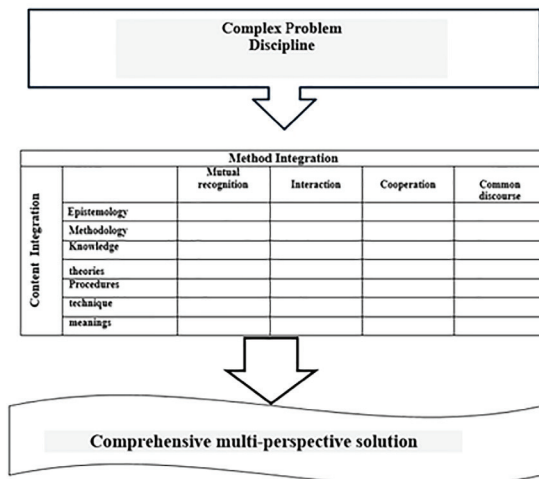 Complex Problem
Discipline
Method Integration
Mutual
recognition
Interaction
Cooperation
Common
discourse
Content Integration
Epistemology
Methodology
Knowledge
theories
Procedures
technique
meanings
Comprehensive multi-perspective solution